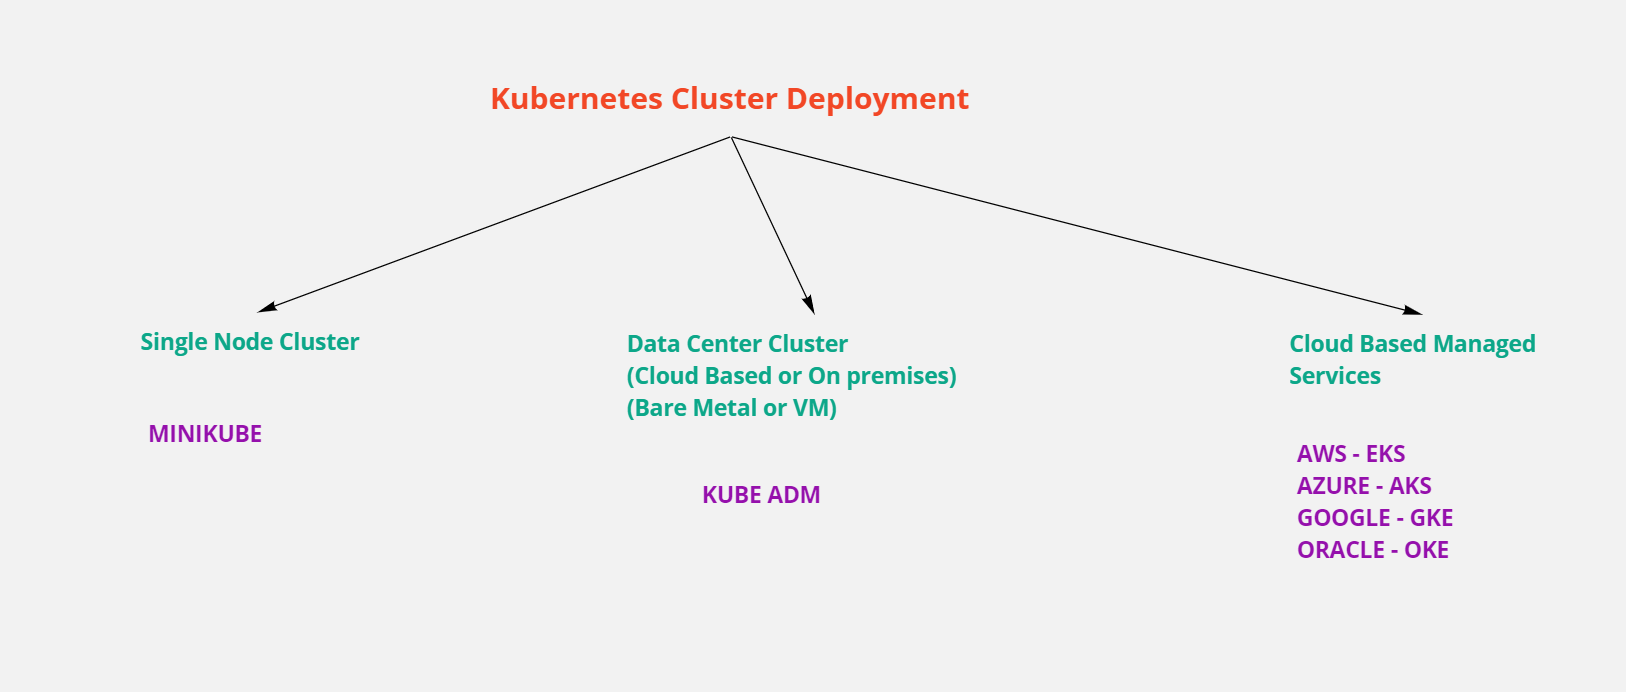 Kubernetes Cluster Deployment
Single Node Cluster
MINIKUBE
Data Center Cluster
(Cloud Based or On premises)
(Bare Metal or VM)
KUBE ADM
Cloud Based Managed
Services
AWS - EKS
AZURE - AKS
GOOGLE - GKE
ORACLE - OKE